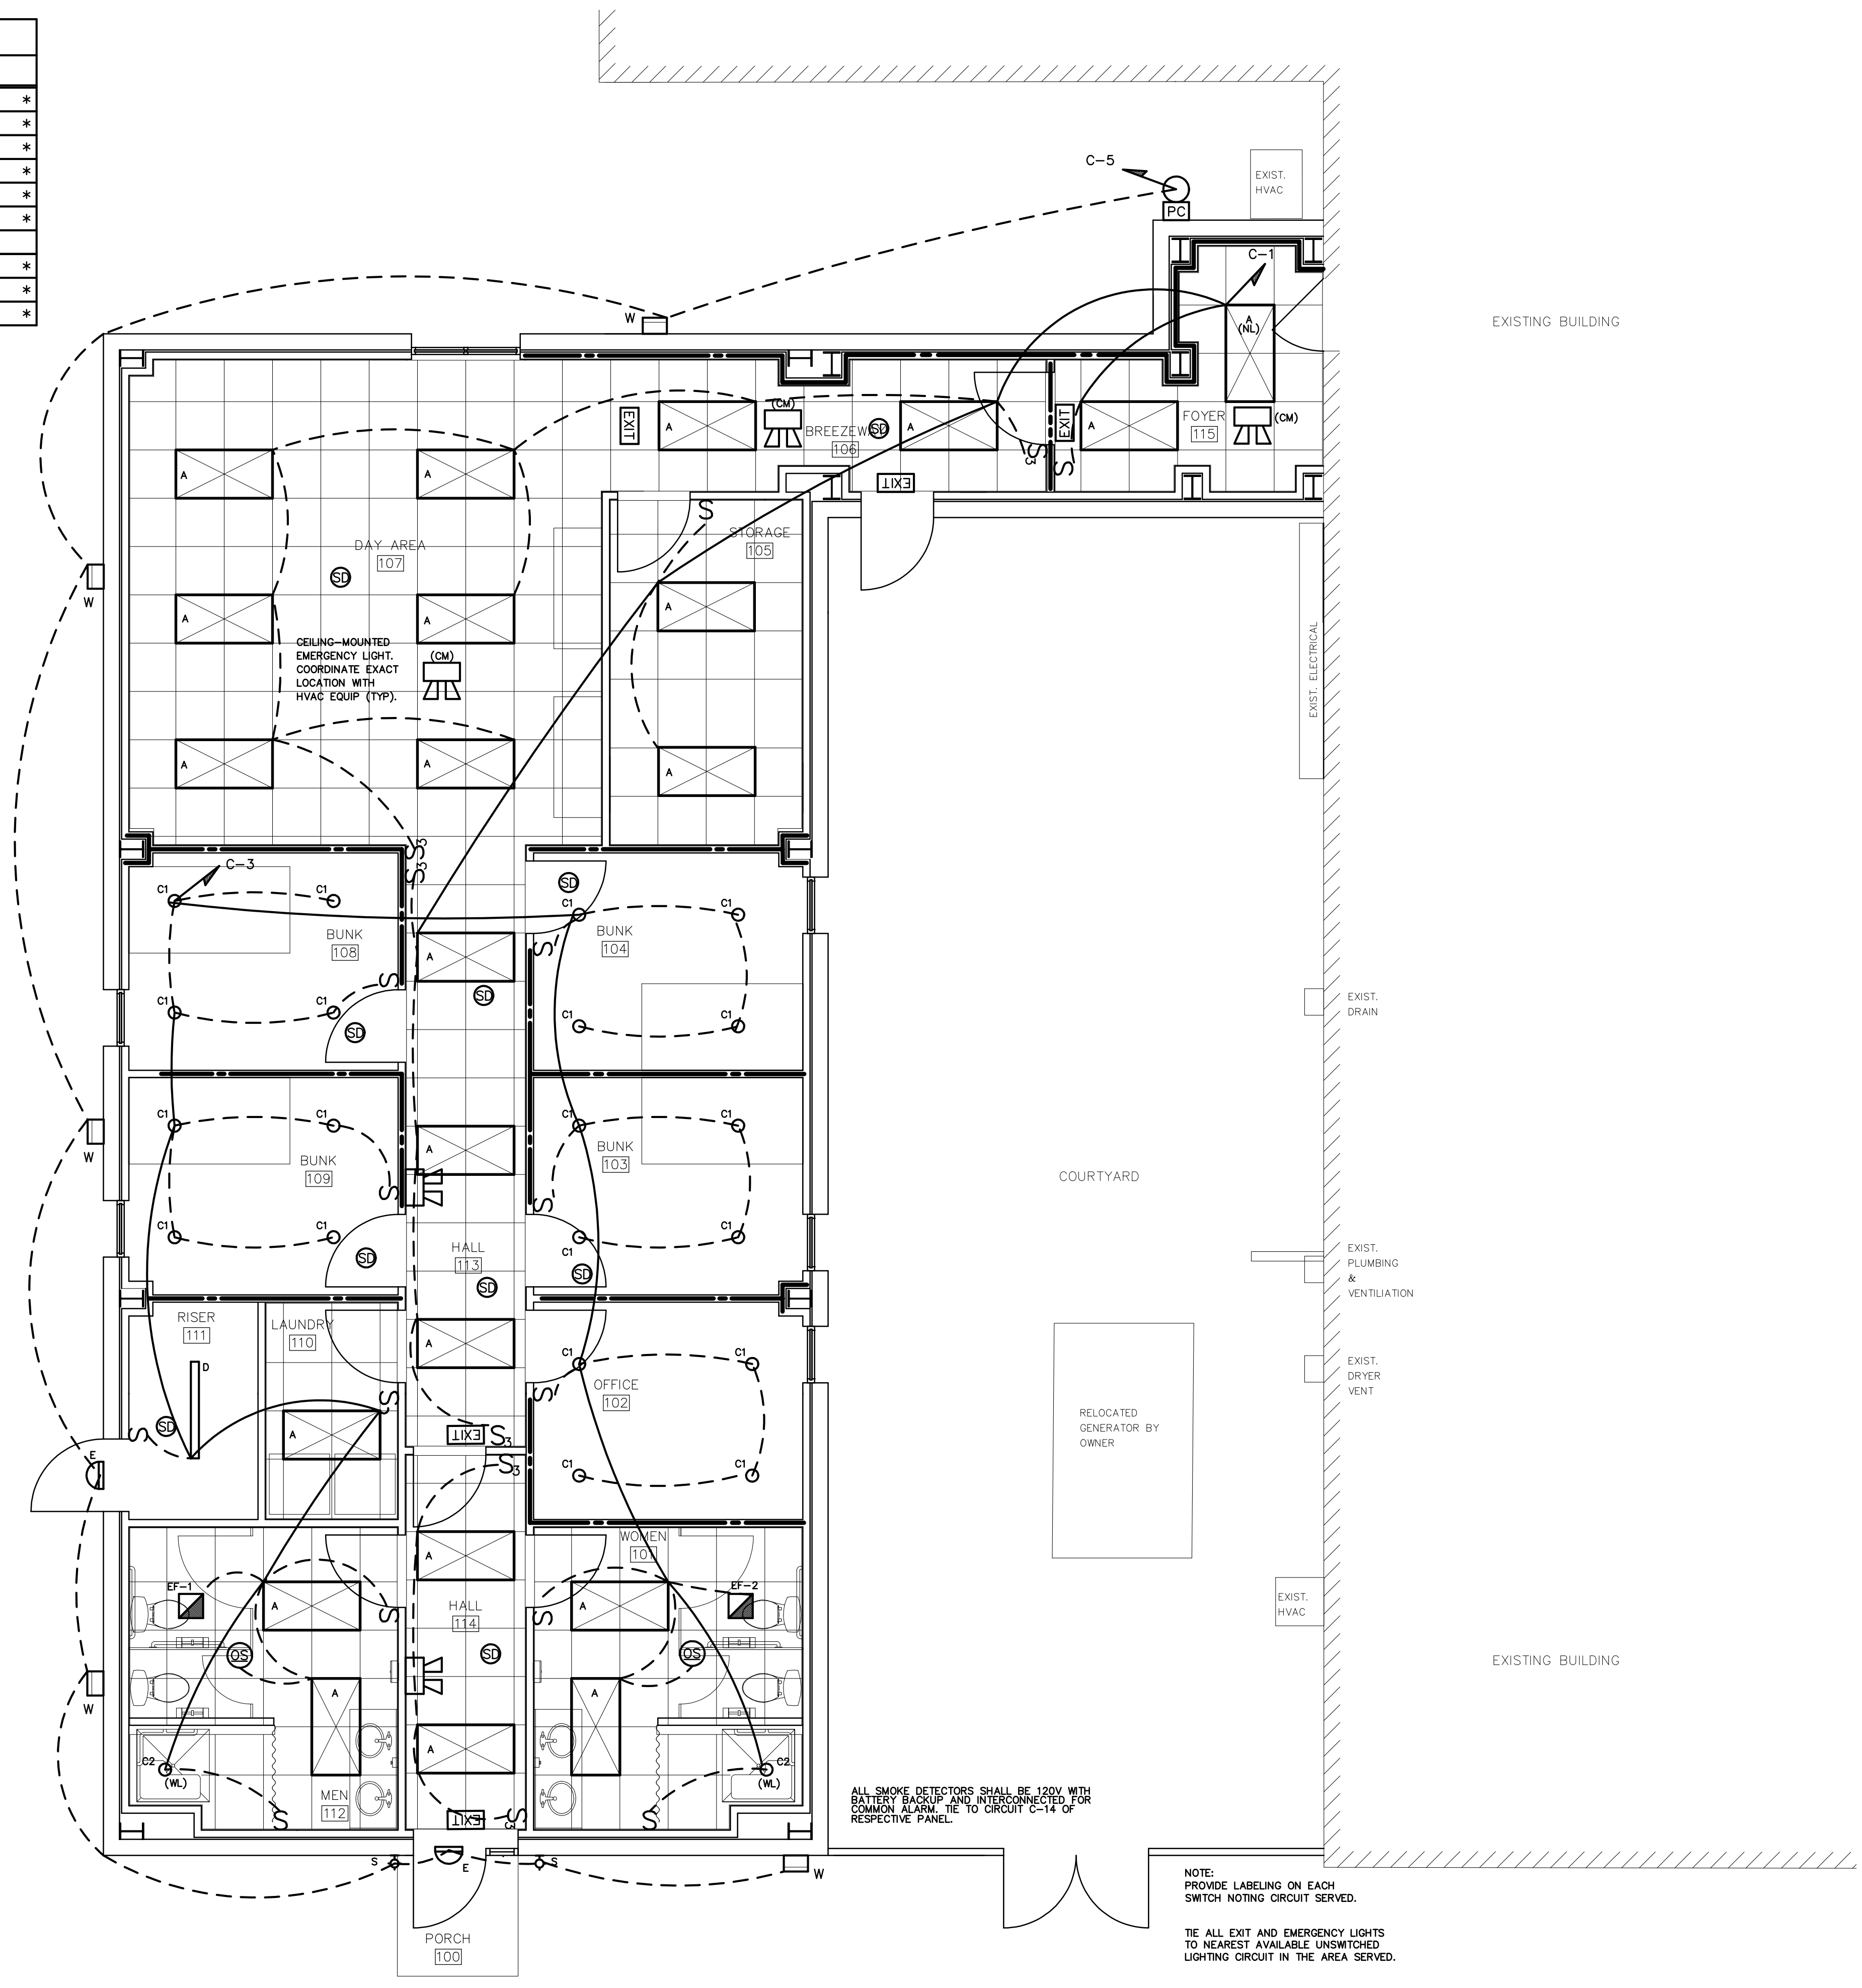 *
*
*
*
*
*
*
*
*
C-5
PC
EXIST.
HVAC
C-1
A
(NL)
W
EXISTING BUILDING
EXIT
A
(CM)
BREEZEWAY
106
SD
A
S3
EXIT
S
A
FOYER
115
(CM)
EXIT
A
A
S
STORAGE
105
DAY AREA
107
SD
W
A
A
A
CEILING-MOUNTED
EMERGENCY LIGHT.
COORDINATE EXACT
LOCATION WITH
HVAC EQUIP (TYP).
(CM)
EXIST. ELECTRICAL
A
A
A
S3
S3
C-3
C1
C1
SD
C1
C1
BUNK
108
BUNK
104
A
S
S
SD
EXIST.
DRAIN
C1
C1
SD
C1
C1
C1
C1
C1
C1
W
A
BUNK
109
BUNK
103
COURTYARD
S
S
C1
C1
C1
C1
HALL
113
SD
SD
SD
EXIST.
PLUMBING
&
VENTILIATION
RISER
111
LAUNDRY
110
A
D
C1
C1
OFFICE
102
S
S
EXIST.
DRYER
VENT
RELOCATED
GENERATOR BY
OWNER
SD
S
A
EXIT
S3
S3
E
C1
C1
WOMEN
101
A
EF-1
EF-2
A
A
HALL
114
S
S
EXIST.
HVAC
OS
SD
OS
EXISTING BUILDING
A
A
W
A
C2
(WL)
C2
(WL)
MEN
112
S
S
EXIT
S3
ALL SMOKE DETECTORS SHALL BE 120V WITH
BATTERY BACKUP AND INTERCONNECTED FOR
COMMON ALARM. TIE TO CIRCUIT C-14 OF
RESPECTIVE PANEL.
S
E
S
W
NOTE:
PROVIDE LABELING ON EACH
SWITCH NOTING CIRCUIT SERVED.
PORCH
100
TIE ALL EXIT AND EMERGENCY LIGHTS
TO NEAREST AVAILABLE UNSWITCHED
LIGHTING CIRCUIT IN THE AREA SERVED.